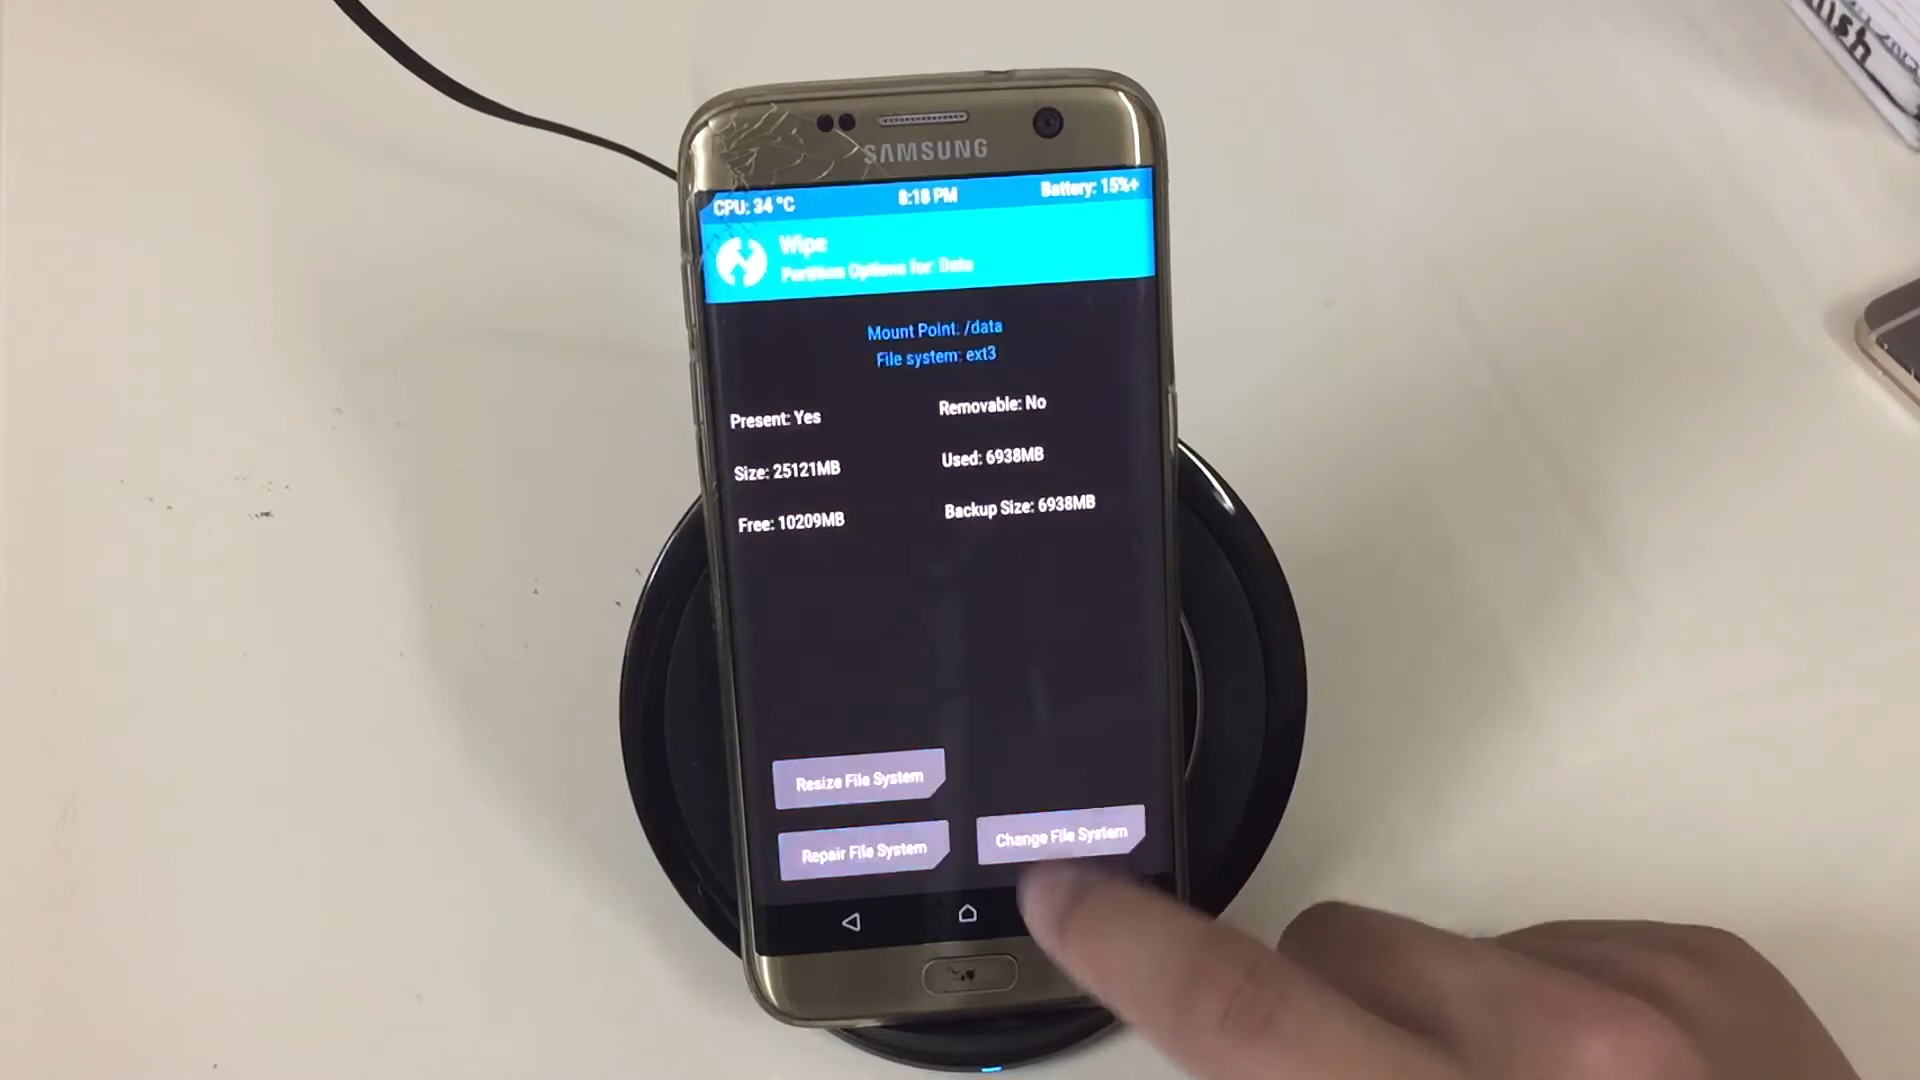 SAMSUNG
CPU: 34 °C 8:18 PM Battery: 15%+
Wipe
Partition Options for: Data
Mount Point: /data
File system: ext3
Present: Yes Removable: No
Size: 25121MB Used: 6938MB
Free: 10209MB Backup Size: 6938MB
Resize File System
Repair File System Change File System